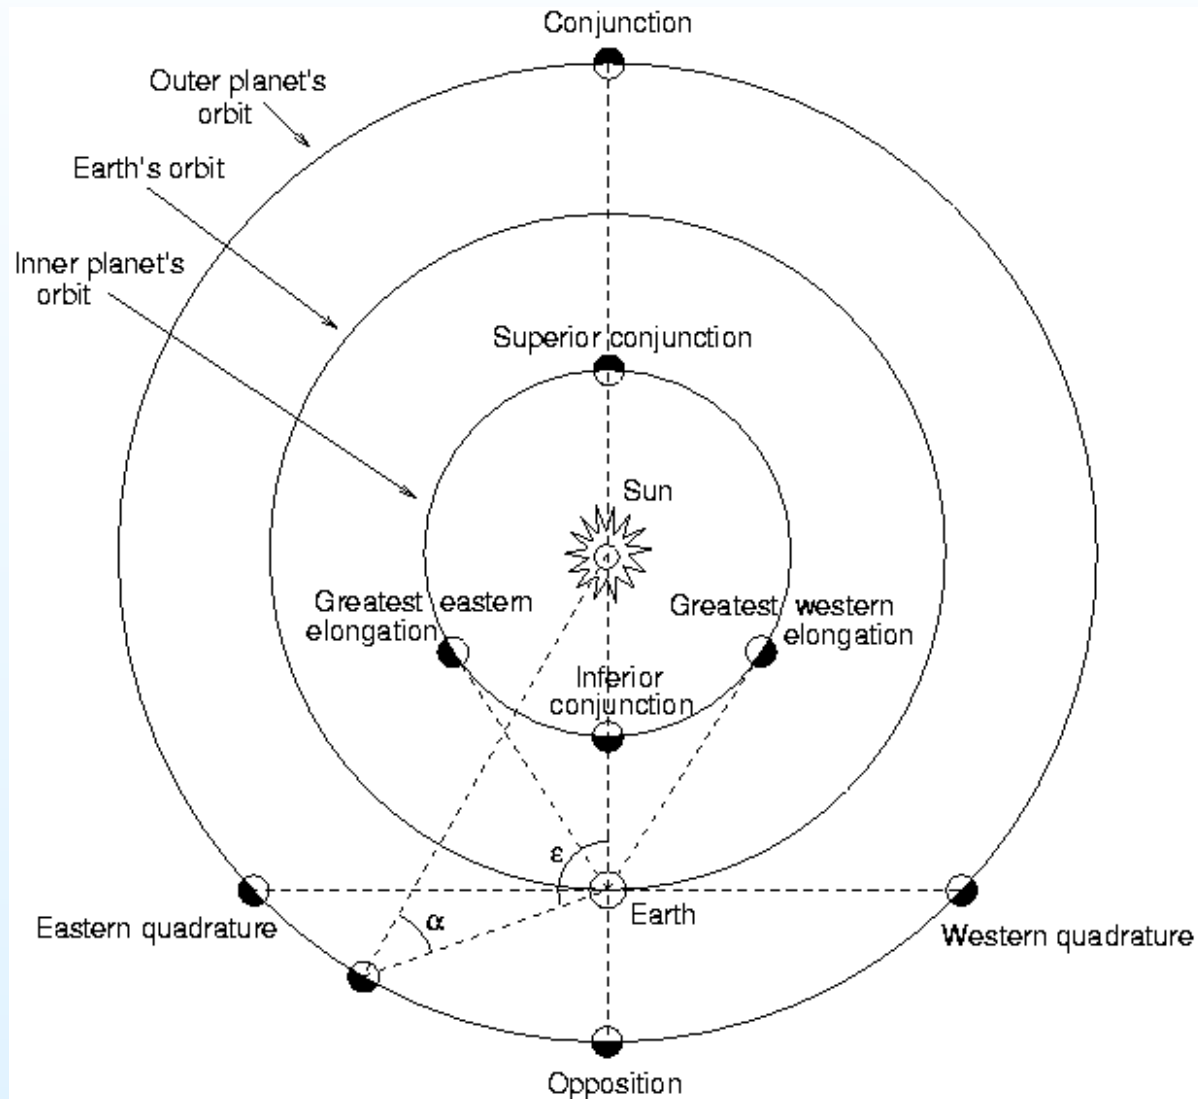 Conjunction
Outer planet's
orbit
Earth's orbit
Inner planet's
orbit
Superior conjunction
Sun
Greatest eastern
elongation
Greatest western
elongation
Inferior
conjunction
ε
α
Earth
Eastern quadrature
Western quadrature
Opposition